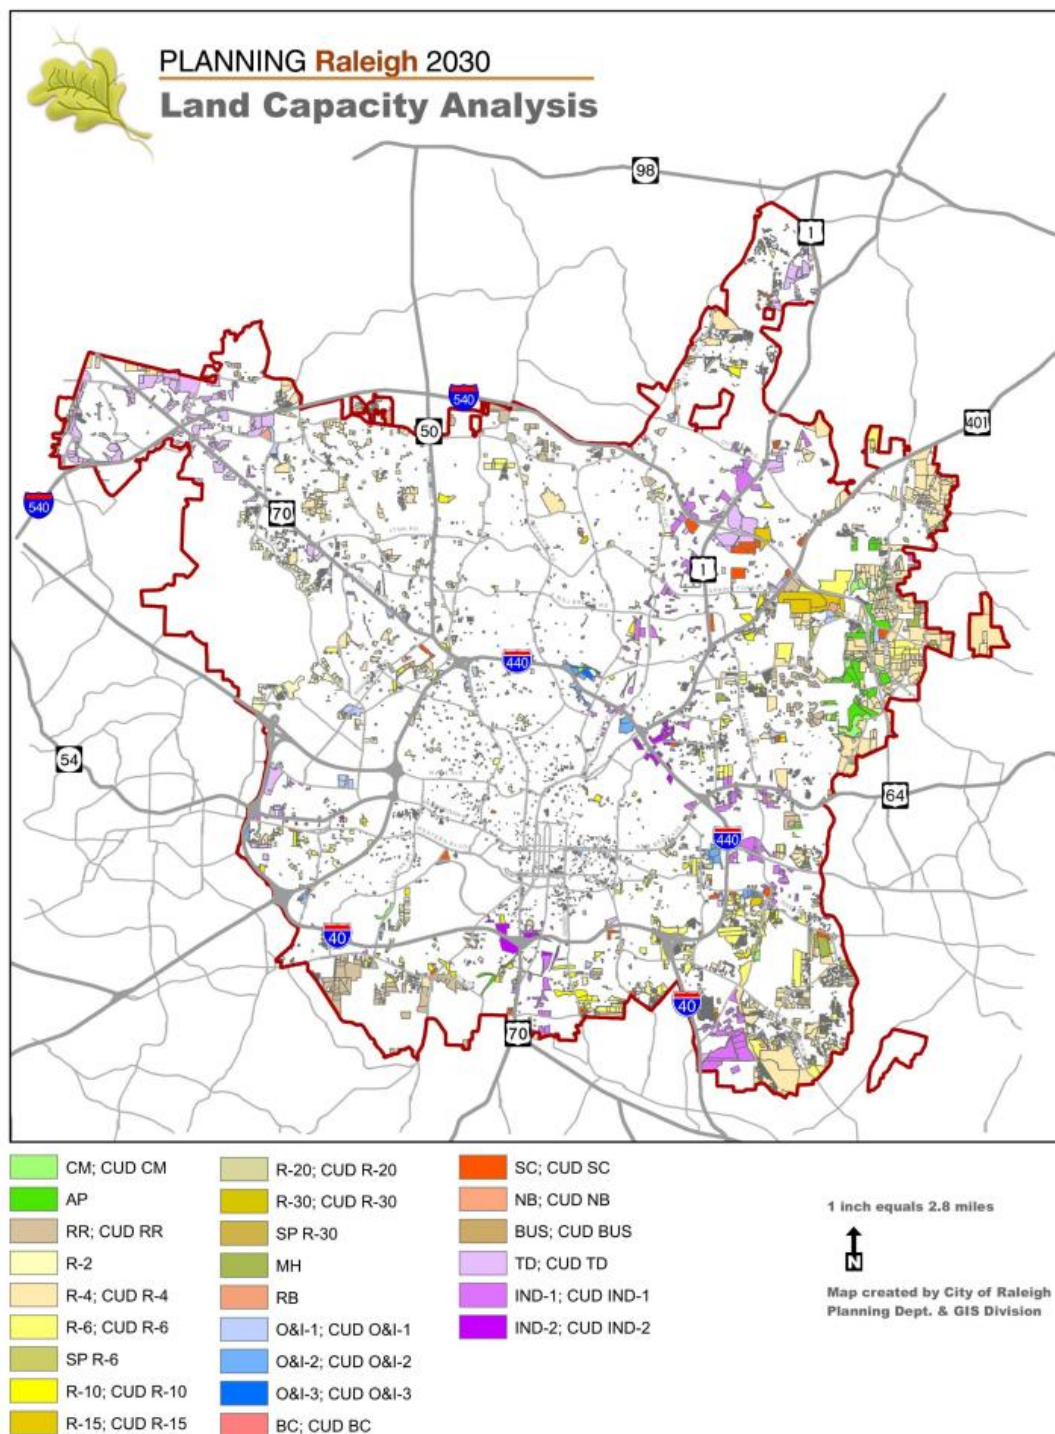 PLANNING Raleigh 2030
Land Capacity Analysis
98
1
540
50
401
540
70
1
440
54
64
440
40
40
70
CM; CUD CM
AP
RR; CUD RR
R-2
R-4; CUD R-4
R-6; CUD R-6
SP R-6
R-10; CUD R-10
R-15; CUD R-15
R-20; CUD R-20
R-30; CUD R-30
SP R-30
MH
RB
O&I-1; CUD O&I-1
O&I-2; CUD O&I-2
O&I-3; CUD O&I-3
BC; CUD BC
SC; CUD SC
NB; CUD NB
BUS; CUD BUS
TD; CUD TD
IND-1; CUD IND-1
IND-2; CUD IND-2
1 inch equals 2.8 miles
N
Map created by City of Raleigh
Planning Dept. & GIS Division